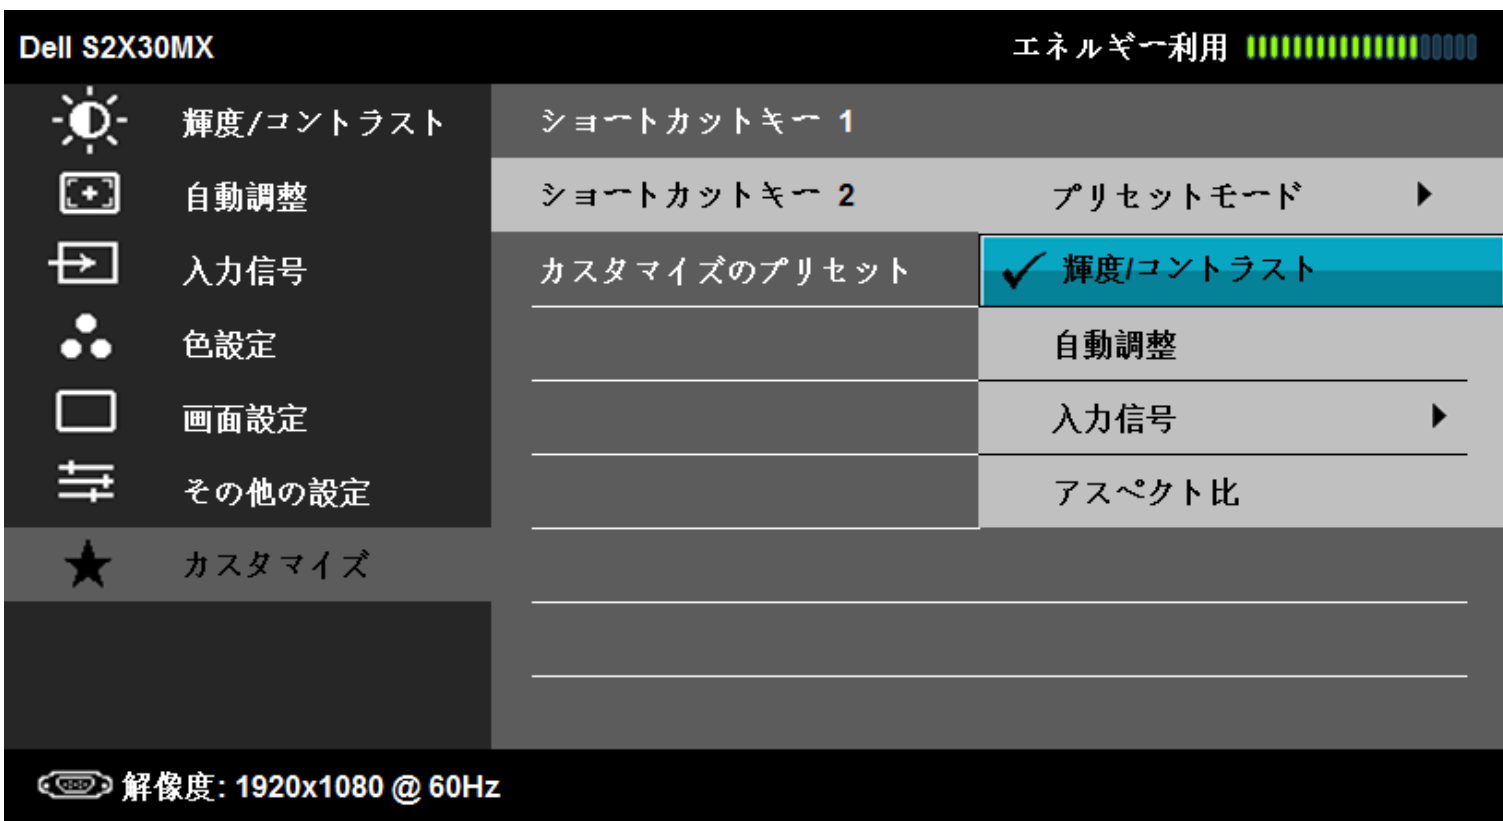 Dell S2X30MX エネルギー利用
輝度/コントラスト ショートカットキー 1
自動調整 ショートカットキー 2 プリセットモード
入力信号 カスタマイズのプリセット 輝度/コントラスト
色設定 自動調整
画面設定 入力信号
その他の設定 アスペクト比
カスタマイズ
解像度: 1920x1080 @ 60Hz